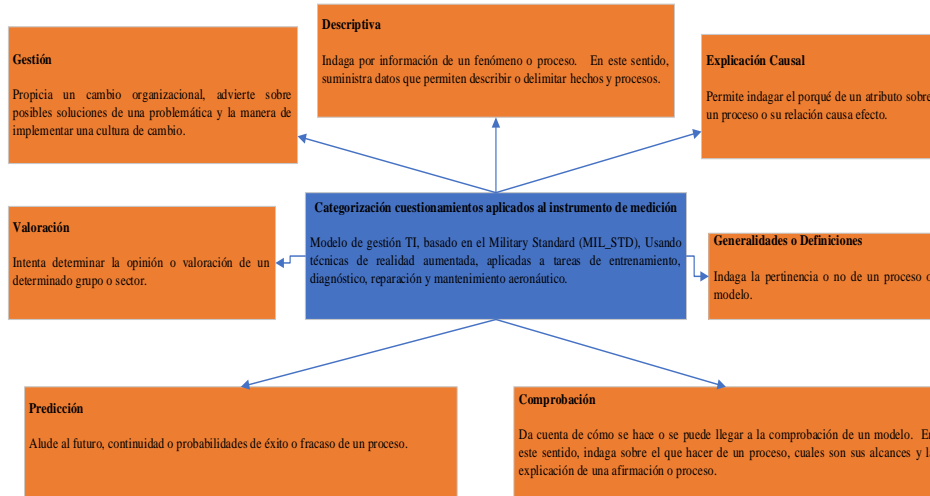 Descriptiva
Indaga por información de un fenómeno o proceso. En este sentido,
suministra datos que permiten describir o delimitar hechos y procesos.
Gestión
Propicia un cambio organizacional, advierte sobre
posibles soluciones de una problemática y la manera de
implementar una cultura de cambio.
Explicación Causal
Permite indagar el porqué de un atributo sobre
un proceso o su relación causa efecto.
Categorización cuestionamientos aplicados al instrumento de medición
Modelo de gestión TI, basado en el Military Standard (MIL_STD), Usando
técnicas de realidad aumentada, aplicadas a tareas de entrenamiento,
diagnóstico, reparación y mantenimiento aeronáutico.
Valoración
Intenta determinar la opinión o valoración de un
determinado grupo o sector.
Generalidades o Definiciones
Indaga la pertinencia o no de un proceso o
modelo.
Predicción
Alude al futuro, continuidad o probabilidades de éxito o fracaso de un proceso.
Comprobación
Da cuenta de cómo se hace o se puede llegar a la comprobación de un modelo. En
este sentido, indaga sobre el que hacer de un proceso, cuales son sus alcances y la
explicación de una afirmación o proceso.